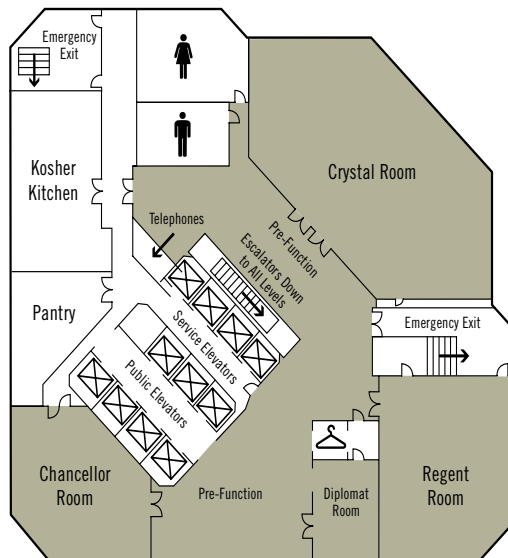 Emergency
Exit
Kosher
Kitchen
Crystal Room
Telephones
Pre-Function
Escalators Down
to All Levels
Pantry
Service Elevators
Emergency Exit
Public Elevators
Chancellor
Room
Pre-Function
Diplomat
Room
Regent
Room